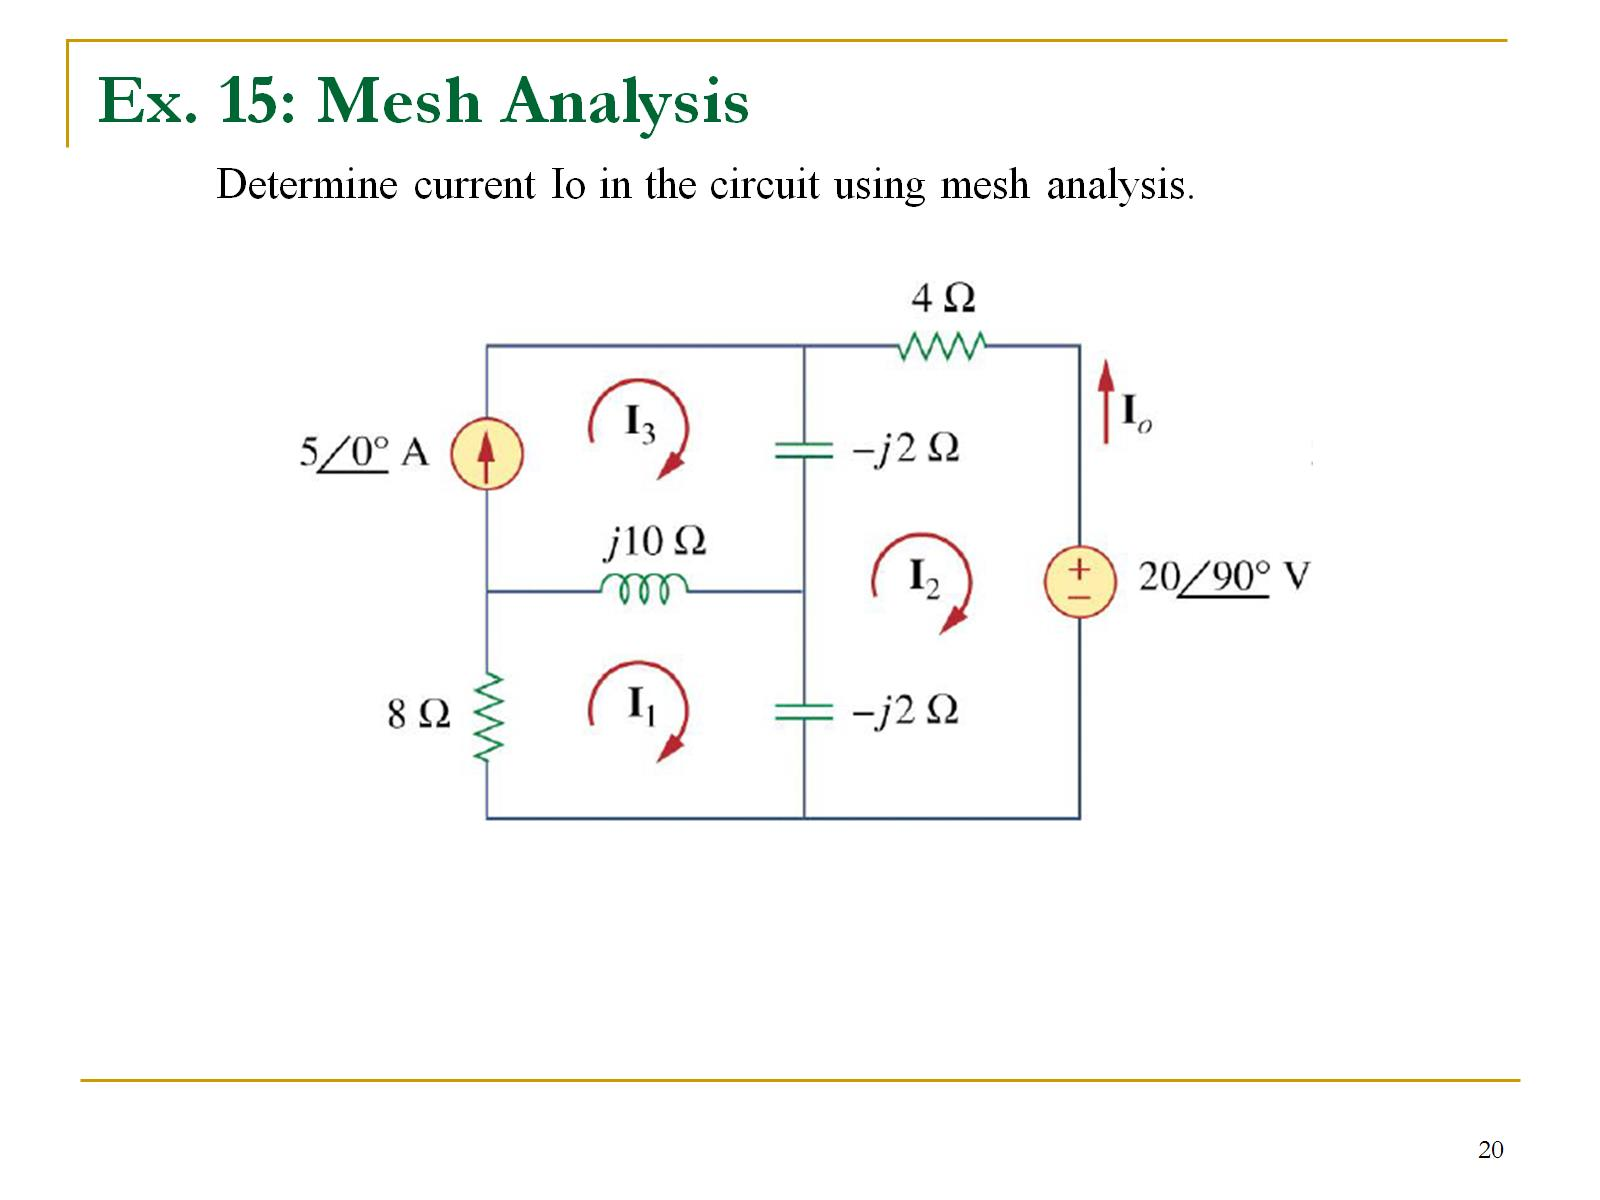 Ex. 15: Mesh Analysis
Determine current Io in the circuit using mesh analysis.
4 Ω
I3
Io
5∠0° A
−j2 Ω
j10 Ω
I2
+
−
20∠90° V
8 Ω
I1
−j2 Ω
20